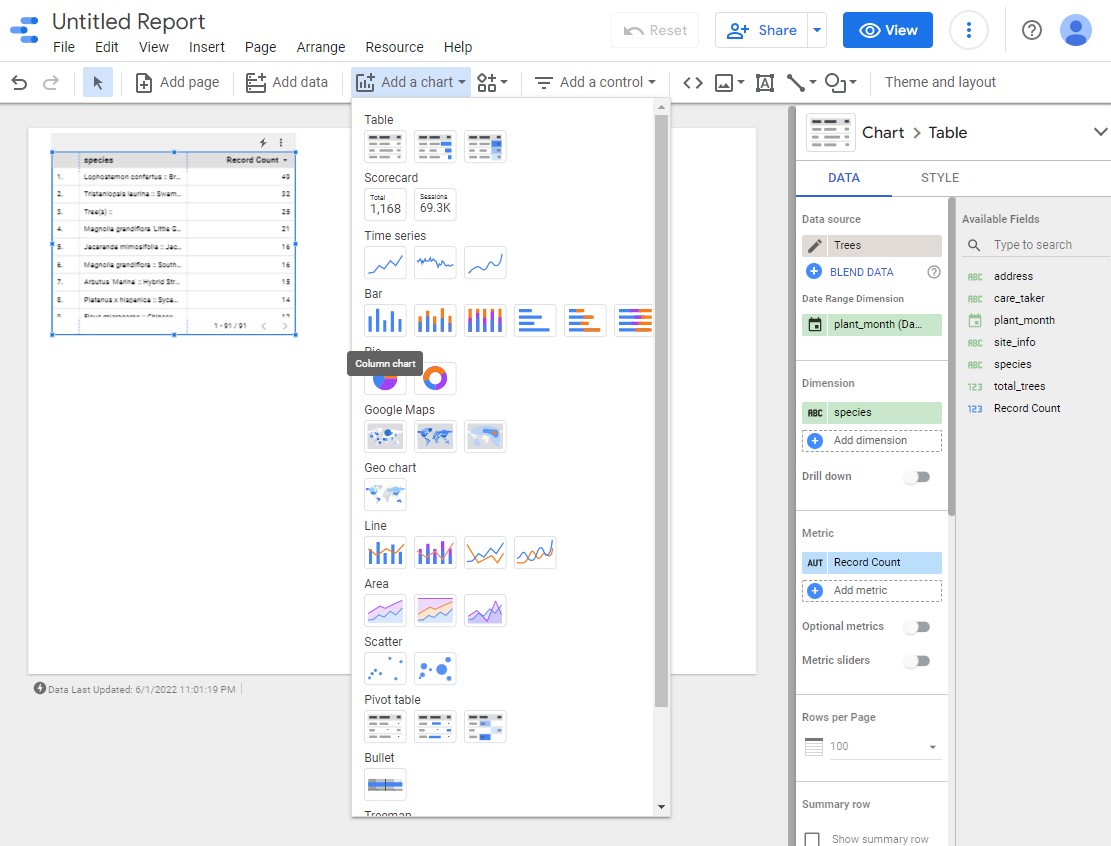 Untitled Report
File Edit View Insert Page Arrange Resource Help
Reset
Share
View
Add page
Add data
Add a chart
Add a control
Theme and layout
species Record Count
1. Lophostemon confertus :: Br... 49
2. Tristaniopsis laurina :: Swam... 32
3. Tree(s) :: 25
4. Magnolia grandiflora 'Little G... 21
5. Jacaranda mimosifolia :: Jac... 16
6. Magnolia grandiflora :: South... 16
7. Arbutus 'Marina' :: Hybrid Str... 15
8. Platanus x hispanica :: Syca... 14
1 - 91 / 91
Data Last Updated: 6/1/2022 11:01:19 PM
Table
Scorecard
Total
1,168
Sessions
69.3K
Time series
Bar
Column chart
Google Maps
Geo chart
Line
Area
Scatter
Pivot table
Bullet
Treemap
Chart > Table
DATA STYLE
Data source
Trees
BLEND DATA
Date Range Dimension
plant_month (Da...
Dimension
ABC species
Add dimension
Drill down
Metric
AUT Record Count
Add metric
Optional metrics
Metric sliders
Rows per Page
100
Summary row
Show summary row
Available Fields
Type to search
ABC address
ABC care_taker
plant_month
ABC site_info
ABC species
123 total_trees
123 Record Count